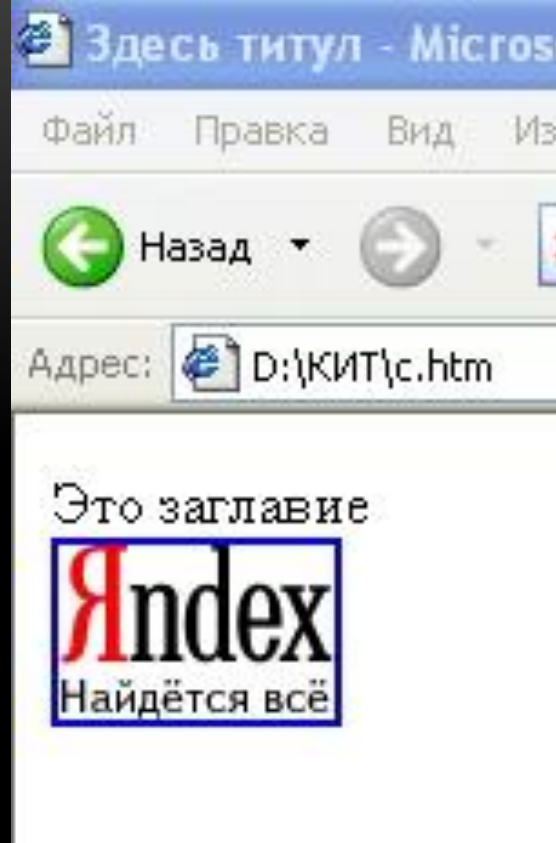 Здесь титул - Micros
Файл Правка Вид Из
Назад
Адрес: D:\КИТ\c.htm
Это заглавие
Яndex
Найдётся всё